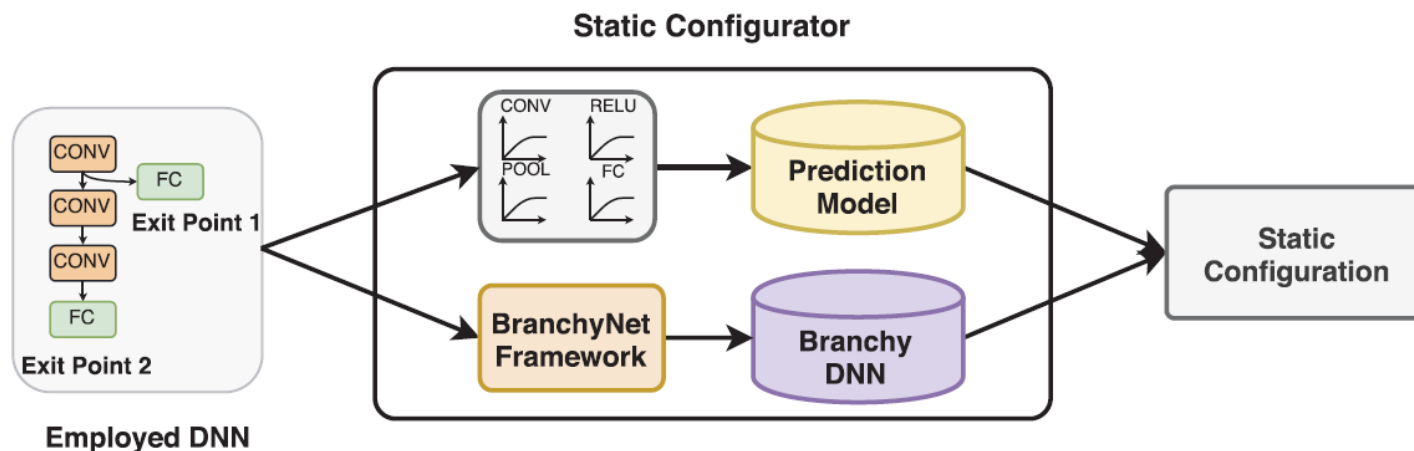 Static Configurator
CONV
FC
CONV
Exit Point 1
CONV
FC
Exit Point 2
Employed DNN
CONV
RELU
POOL
FC
Prediction
Model
BranchyNet
Framework
Branchy
DNN
Static
Configuration